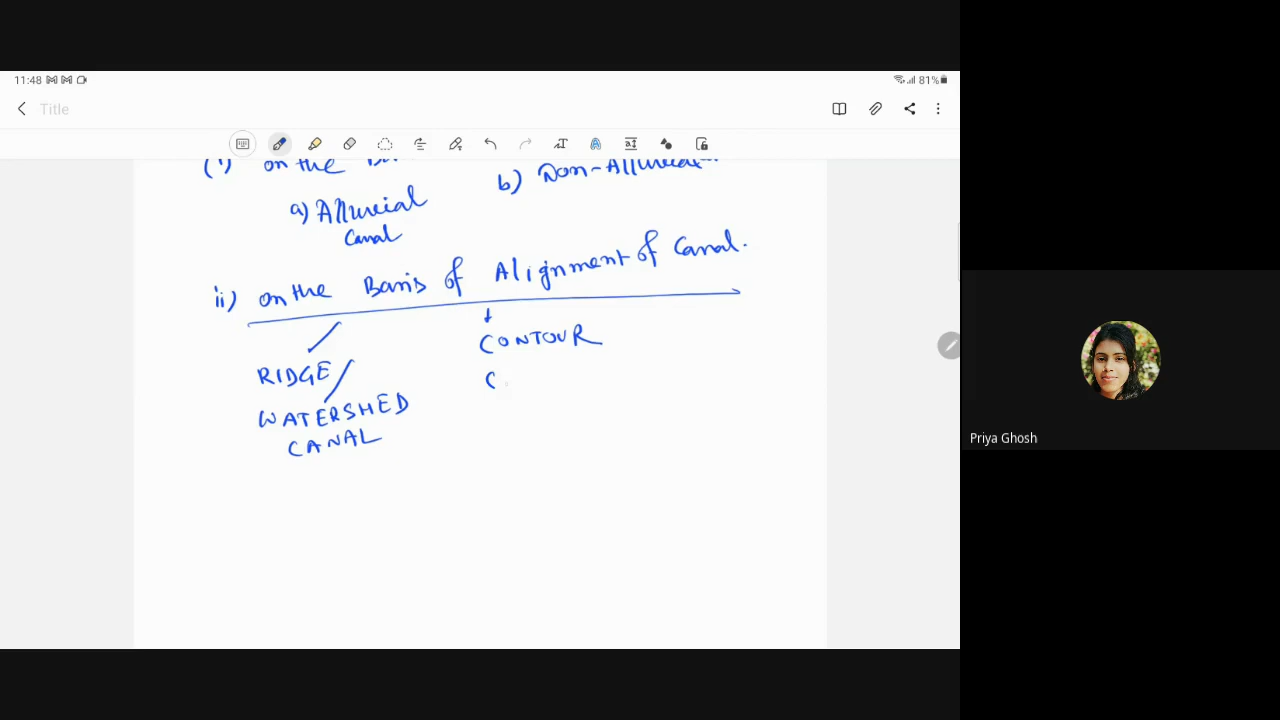 11:48 81%
Title
(i) on the
b) Non-Alluvial
a) Alluvial
Canal
ii) on the Basis of Alignment of Canal.
RIDGE/
WATERSHED
CANAL
CONTOUR
C
Priya Ghosh